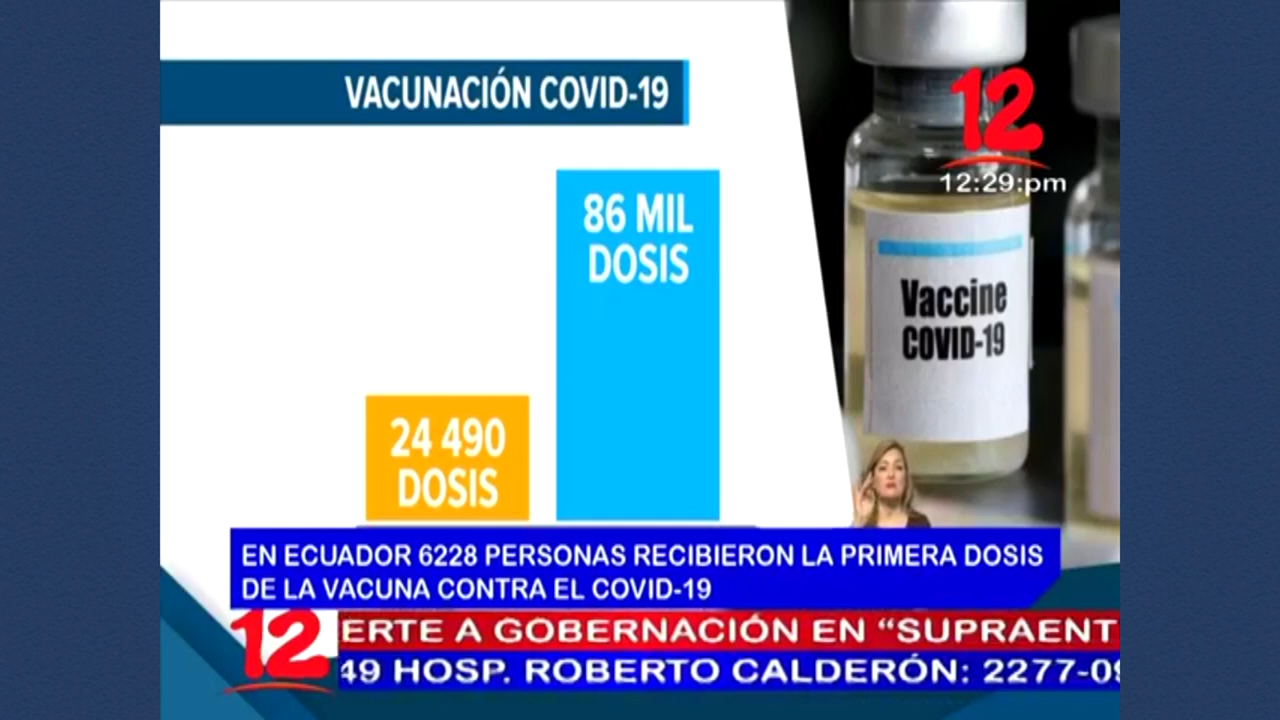 VACUNACIÓN COVID-19
12
12:29:pm
86 MIL
DOSIS
24 490
DOSIS
Vaccine
COVID-19
EN ECUADOR 6228 PERSONAS RECIBIERON LA PRIMERA DOSIS
DE LA VACUNA CONTRA EL COVID-19
12
ERTE A GOBERNACIÓN EN “SUPRAENT
49 HOSP. ROBERTO CALDERÓN: 2277-09